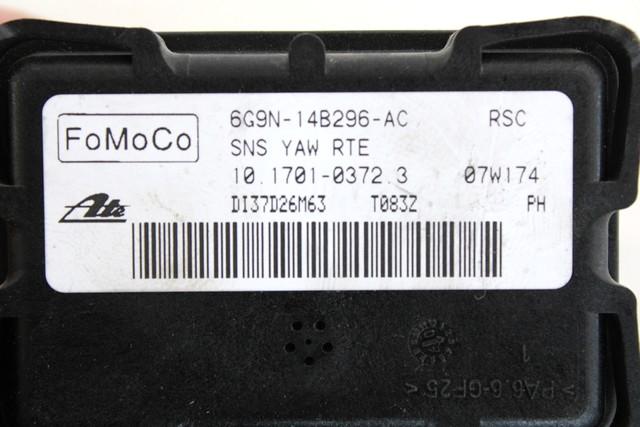 FoMoCo
6G9N-14B296-AC RSC
SNS YAW RTE
10.1701-0372.3 07W174
Ate
DI37D26M63 T083Z PH
1
>PA6.6-GF25<